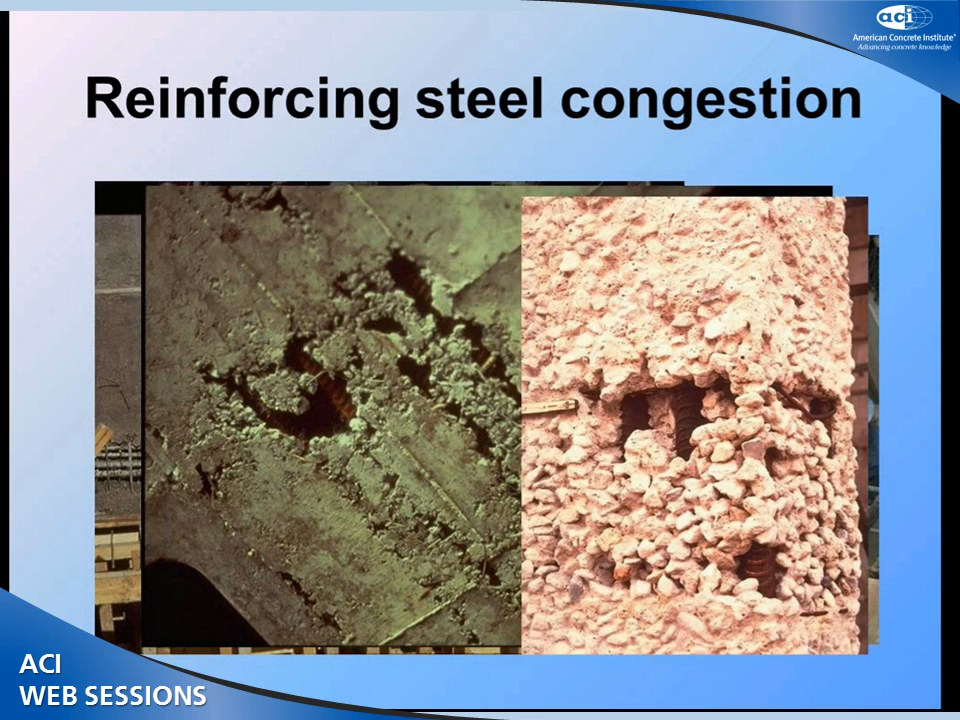 aci
American Concrete Institute®
Advancing concrete knowledge
Reinforcing steel congestion
ACI
WEB SESSIONS